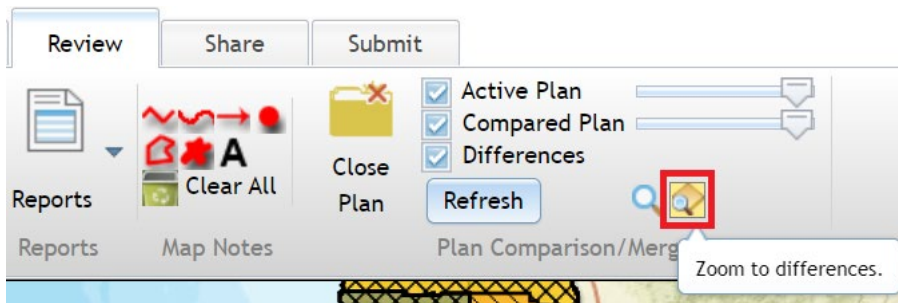 Review Share Submit
Active Plan
Compared Plan
Differences
A
Clear All
Close
Plan
Reports
Refresh
Reports Map Notes Plan Comparison/Merg
Zoom to differences.